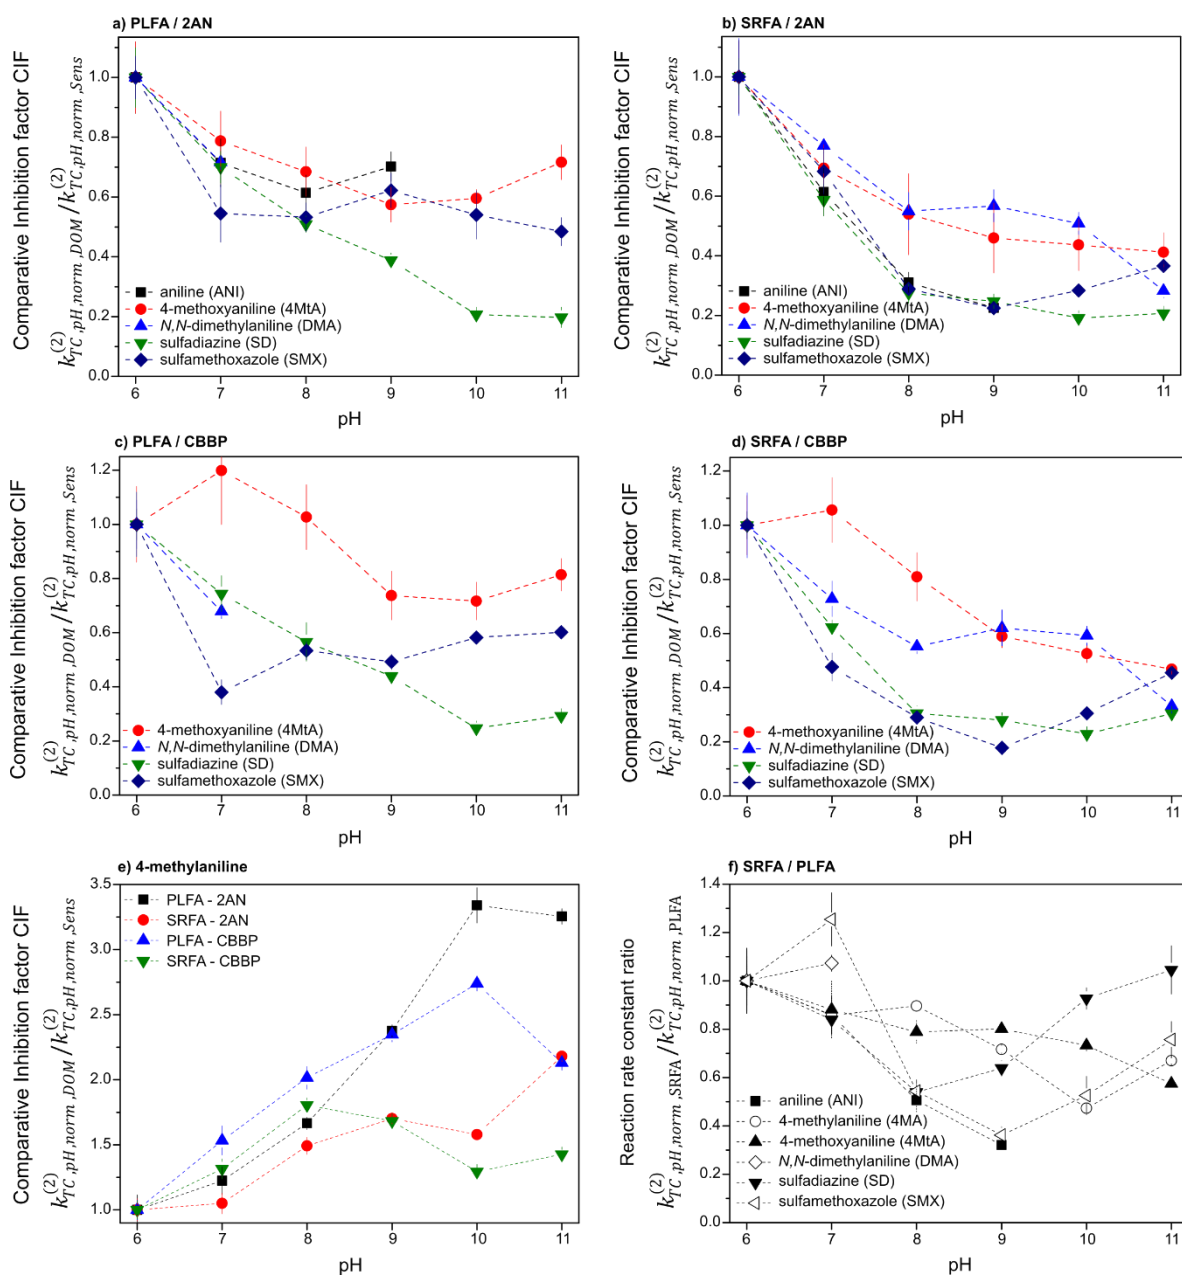 a) PLFA / 2AN
Comparative Inhibition factor CIF
k(2)TC,pH,norm,DOM/k(2)TC,pH,norm,Sens
1.0
0.8
0.6
0.4
0.2
0.0
aniline (ANI)
4-methoxyaniline (4MtA)
N,N-dimethylaniline (DMA)
sulfadiazine (SD)
sulfamethoxazole (SMX)
6 7 8 9 10 11
pH
b) SRFA / 2AN
Comparative Inhibition factor CIF
k(2)TC,pH,norm,DOM/k(2)TC,pH,norm,Sens
1.0
0.8
0.6
0.4
0.2
0.0
aniline (ANI)
4-methoxyaniline (4MtA)
N,N-dimethylaniline (DMA)
sulfadiazine (SD)
sulfamethoxazole (SMX)
6 7 8 9 10 11
pH
c) PLFA / CBBP
Comparative Inhibition factor CIF
k(2)TC,pH,norm,DOM/k(2)TC,pH,norm,Sens
1.2
1.0
0.8
0.6
0.4
0.2
0.0
4-methoxyaniline (4MtA)
N,N-dimethylaniline (DMA)
sulfadiazine (SD)
sulfamethoxazole (SMX)
6 7 8 9 10 11
pH
d) SRFA / CBBP
Comparative Inhibition factor CIF
k(2)TC,pH,norm,DOM/k(2)TC,pH,norm,Sens
1.2
1.0
0.8
0.6
0.4
0.2
0.0
4-methoxyaniline (4MtA)
N,N-dimethylaniline (DMA)
sulfadiazine (SD)
sulfamethoxazole (SMX)
6 7 8 9 10 11
pH
e) 4-methylaniline
Comparative Inhibition factor CIF
k(2)TC,pH,norm,DOM/k(2)TC,pH,norm,Sens
3.5
3.0
2.5
2.0
1.5
1.0
PLFA - 2AN
SRFA - 2AN
PLFA - CBBP
SRFA - CBBP
6 7 8 9 10 11
pH
f) SRFA / PLFA
Reaction rate constant ratio
k(2)TC,pH,norm,SRFA/k(2)TC,pH,norm,PLFA
1.4
1.2
1.0
0.8
0.6
0.4
0.2
0.0
aniline (ANI)
4-methylaniline (4MA)
4-methoxyaniline (4MtA)
N,N-dimethylaniline (DMA)
sulfadiazine (SD)
sulfamethoxazole (SMX)
6 7 8 9 10 11
pH